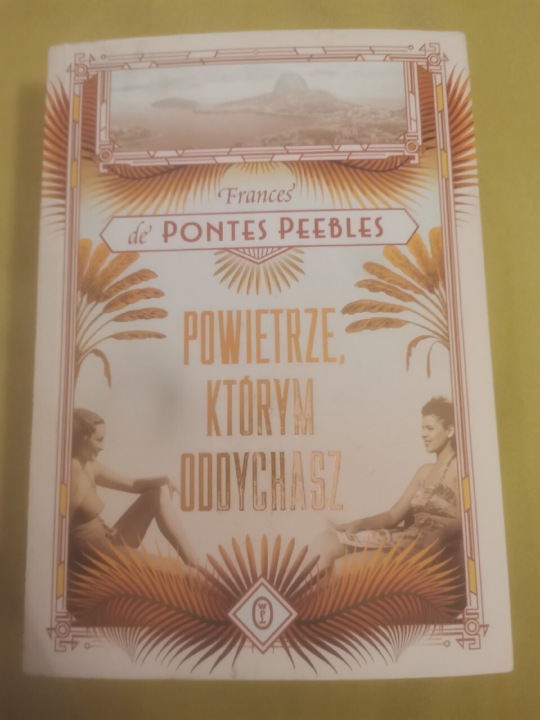 Frances
de PONTES PEEBLES
POWIETRZE,
KTÓRYM
ODDYCHASZ